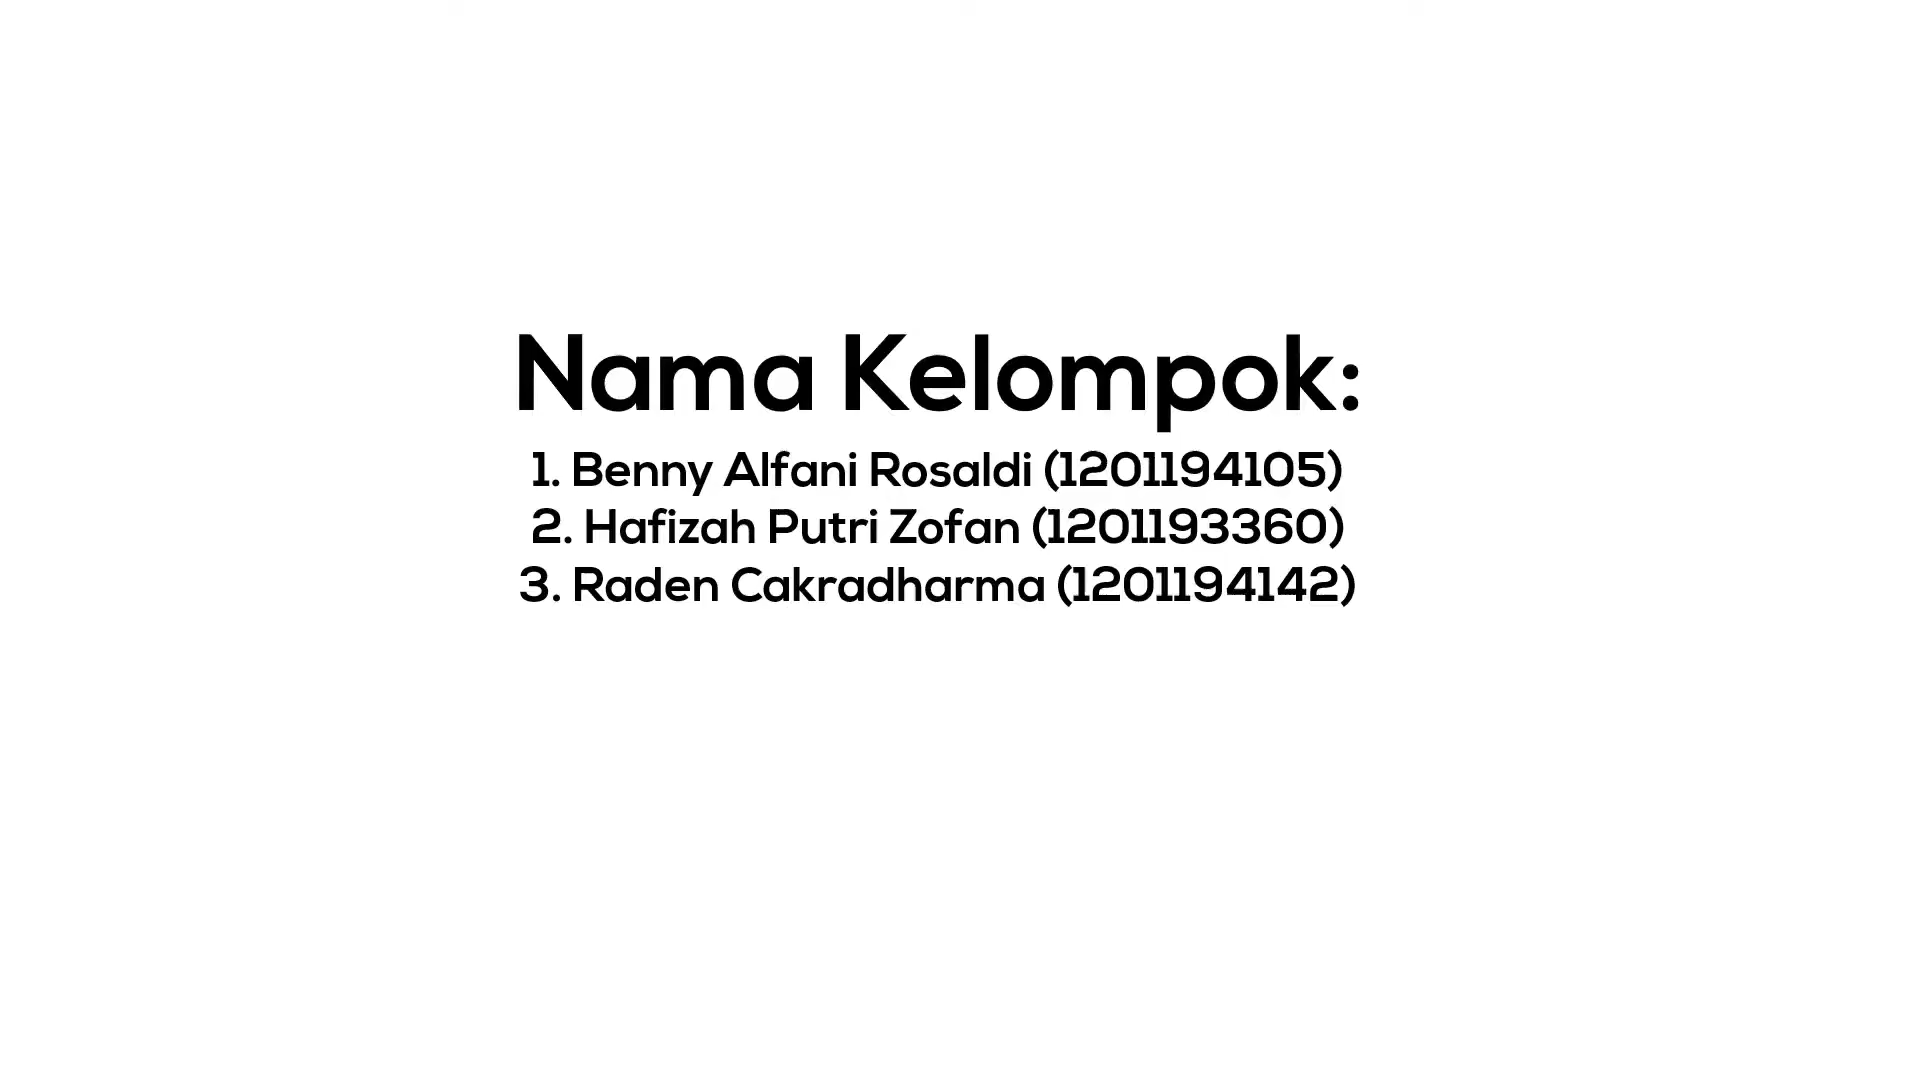 Nama Kelompok:
1. Benny Alfani Rosaldi (1201194105)
2. Hafizah Putri Zofan (1201193360)
3. Raden Cakradharma (1201194142)